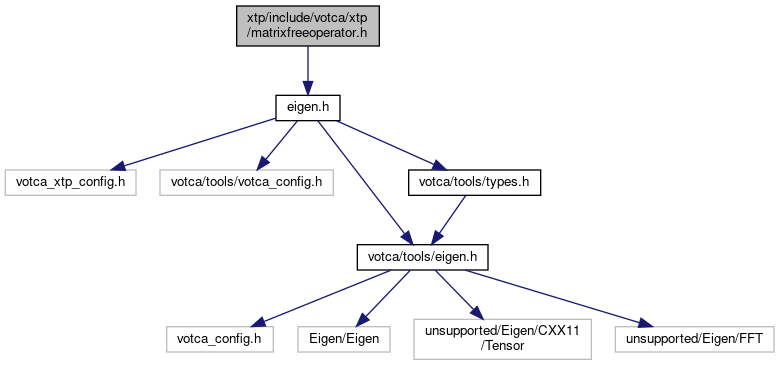 xtp/include/votca/xtp
/matrixfreeoperator.h
eigen.h
votca_xtp_config.h
votca/tools/votca_config.h
votca/tools/types.h
votca/tools/eigen.h
votca_config.h
Eigen/Eigen
unsupported/Eigen/CXX11
/Tensor
unsupported/Eigen/FFT